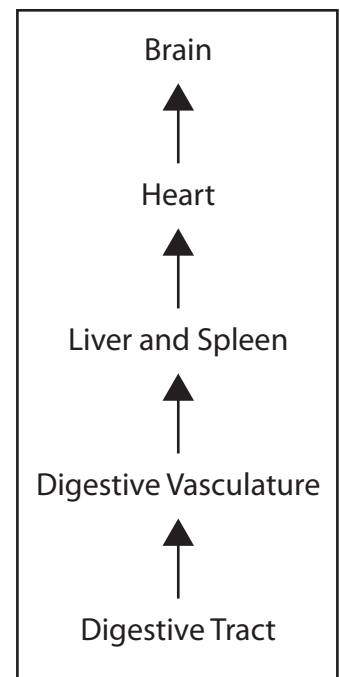 Brain
Heart
Liver and Spleen
Digestive Vasculature
Digestive Tract